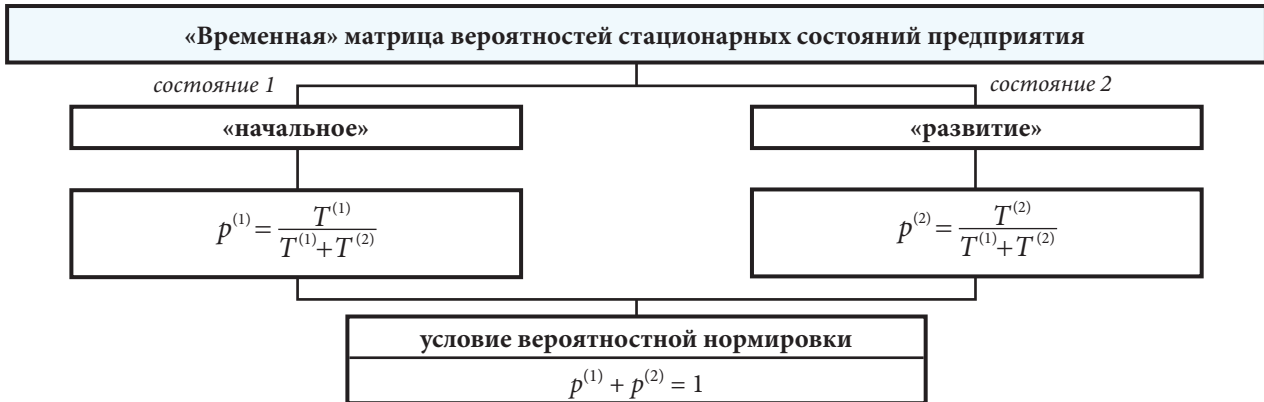 «Временная» матрица вероятностей стационарных состояний предприятия
состояние 1
состояние 2
«начальное»
«развитие»
p^(1) = T^(1) / (T^(1) + T^(2))
p^(2) = T^(2) / (T^(1) + T^(2))
условие вероятностной нормировки
p^(1) + p^(2) = 1